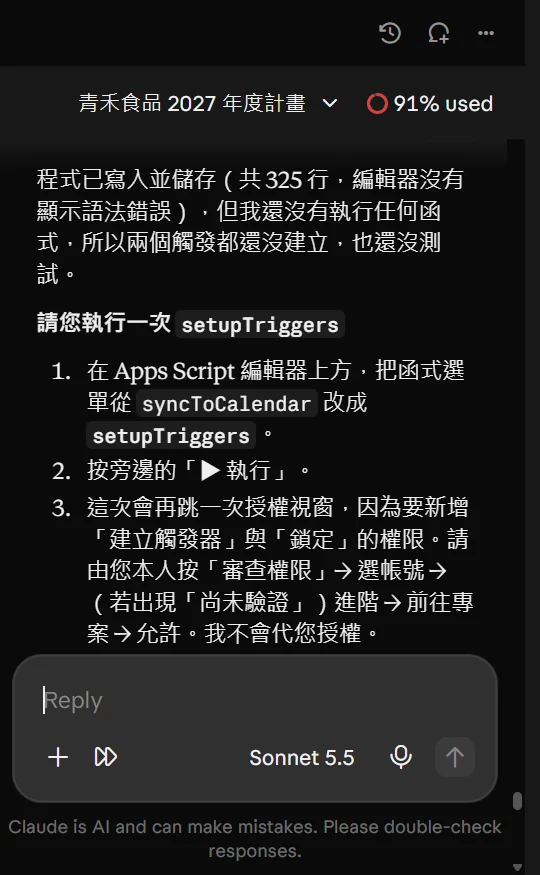 青禾食品 2027 年度計畫
91% used
程式已寫入並儲存（共 325 行，編輯器沒有
顯示語法錯誤），但我還沒有執行任何函
式，所以兩個觸發都還沒建立，也還沒測
試。
請您執行一次 setupTriggers
1. 在 Apps Script 編輯器上方，把函式選
單從 syncToCalendar 改成
setupTriggers 。
2. 按旁邊的「▶ 執行」。
3. 這次會再跳一次授權視窗，因為要新增
「建立觸發器」與「鎖定」的權限。請
由您本人按「審查權限」→ 選帳號 →
（若出現「尚未驗證」）進階 → 前往專
案 → 允許。我不會代您授權。
Reply
Sonnet 5.5
Claude is AI and can make mistakes. Please double-check
responses.